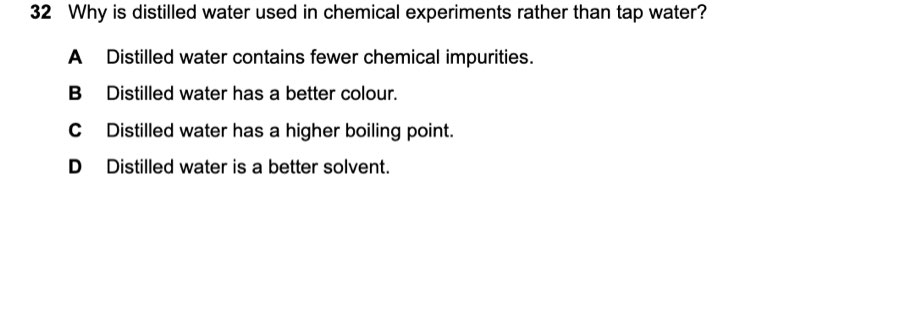 32 Why is distilled water used in chemical experiments rather than tap water?
A Distilled water contains fewer chemical impurities.
B Distilled water has a better colour.
C Distilled water has a higher boiling point.
D Distilled water is a better solvent.